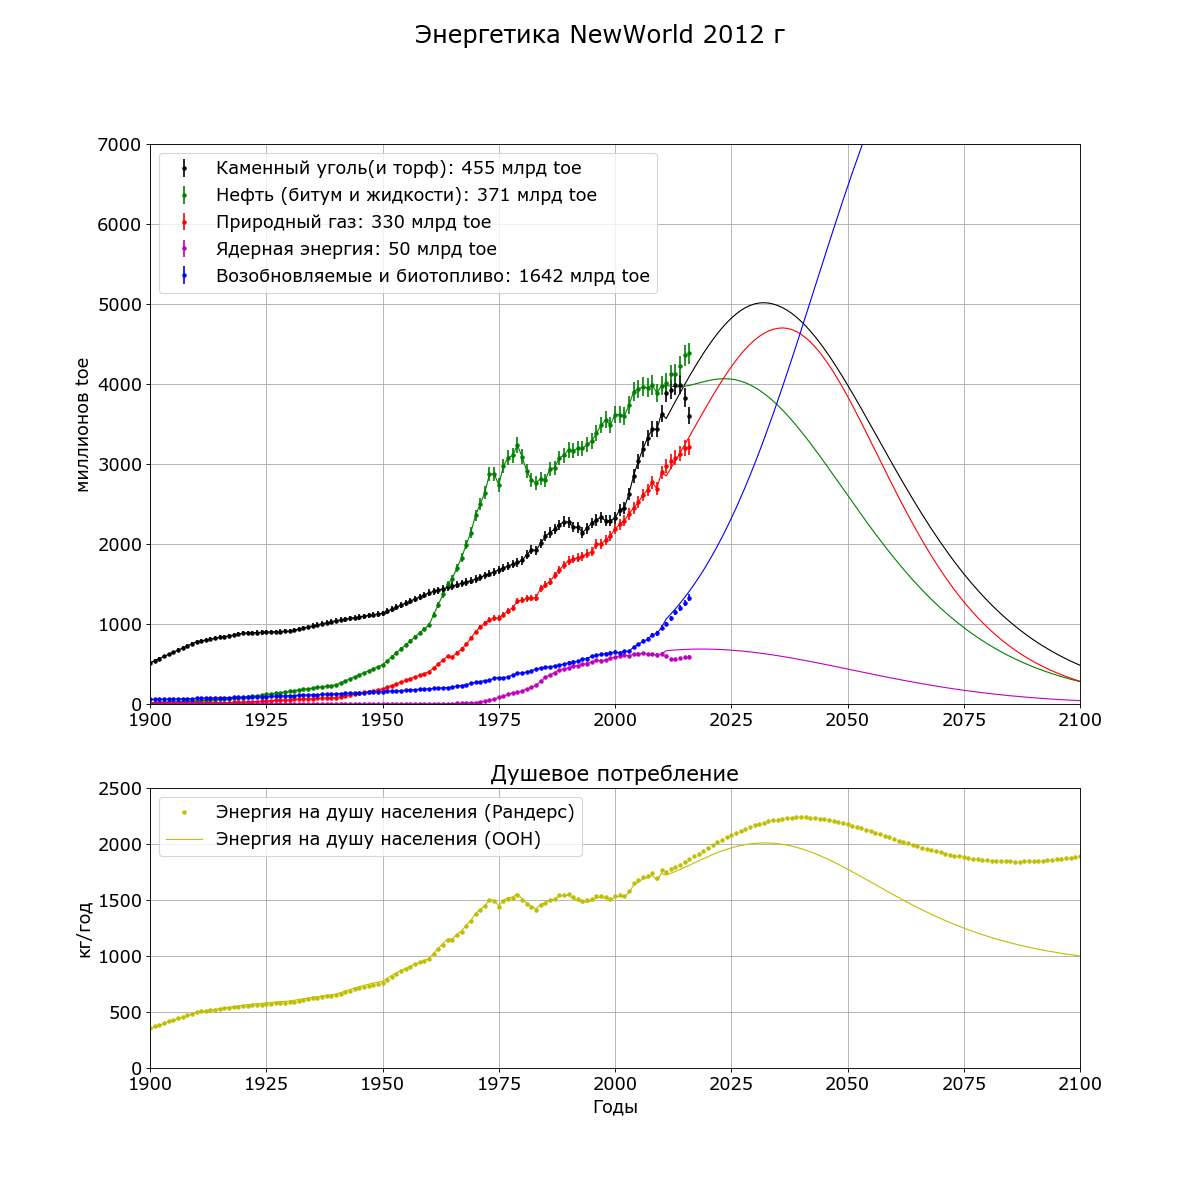 Энергетика NewWorld 2012 г
7000
6000
5000
4000
3000
2000
1000
0
миллионов toe
Каменный уголь(и торф): 455 млрд toe
Нефть (битум и жидкости): 371 млрд toe
Природный газ: 330 млрд toe
Ядерная энергия: 50 млрд toe
Возобновляемые и биотопливо: 1642 млрд toe
1900 1925 1950 1975 2000 2025 2050 2075 2100
Душевое потребление
2500
2000
1500
1000
500
0
кг/год
Энергия на душу населения (Рандерс)
Энергия на душу населения (ООН)
1900 1925 1950 1975 2000 2025 2050 2075 2100
Годы